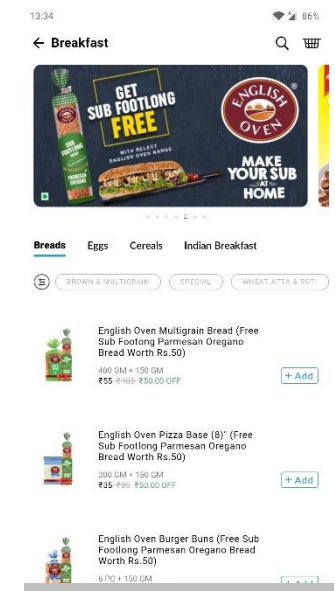 13:34
86%
Breakfast
GET
SUB FOOTLONG
FREE
WITH SELECT
ENGLISH OVEN RANGE
ENGLISH
OVEN
MAKE
YOUR SUB
AT
HOME
Breads Eggs Cereals Indian Breakfast
BROWN & MULTIGRAIN SPECIAL WHEAT ATTA & ROTI
English Oven Multigrain Bread (Free
Sub Footong Parmesan Oregano
Bread Worth Rs.50)
400 GM + 150 GM
₹55 ₹105 ₹50.00 OFF
+ Add
English Oven Pizza Base (8)" (Free
Sub Footlong Parmesan Oregano
Bread Worth Rs.50)
200 GM + 150 GM
₹35 ₹85 ₹50.00 OFF
+ Add
English Oven Burger Buns (Free Sub
Footllong Parmesan Oregano Bread
Worth Rs.50)
6 PC + 150 GM